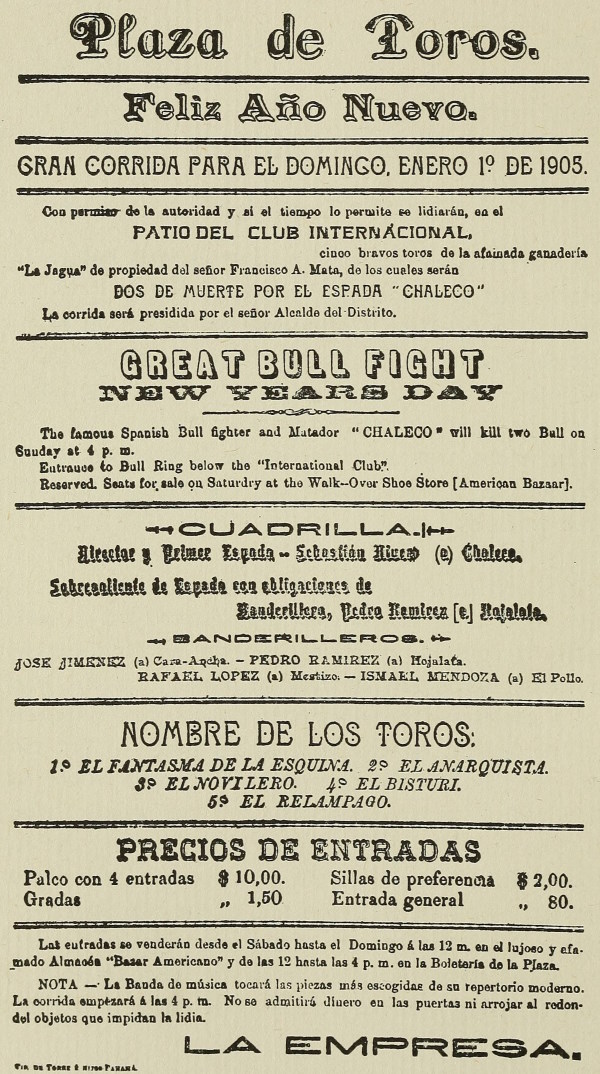 Plaza de Toros.
Feliz Año Nuevo.
GRAN CORRIDA PARA EL DOMINGO, ENERO 1º DE 1905.
Con permiso de la autoridad y si el tiempo lo permite se lidiarán, en el
PATIO DEL CLUB INTERNACIONAL,
cinco bravos toros de la afamada ganadería
"La Jagua" de propiedad del señor Francisco A. Mata, de los cuales serán
DOS DE MUERTE POR EL ESPADA "CHALECO"
La corrida será presidida por el señor Alcalde del Distrito.
GREAT BULL FIGHT
NEW YEARS DAY
The famous Spanish Bull fighter and Matador "CHALECO" will kill two Bull on
Sunday at 4 p. m.
Entrauce to Bull Ring below the "International Club".
Reserved. Seats for sale on Saturdry at the Walk--Over Shoe Store [American Bazaar].
CUADRILLA.
Director y Primer Espada -- Sebastián (a) Chaleco.
Sobresaliente de Espada con obligaciones de
Banderillera, Pedro Ramirez [a] Hojalata.
BANDERILLEROS.
JOSE JIMENEZ (a) Cara-Ancha. — PEDRO RAMIREZ (a) Hojalata.
RAFAEL LOPEZ (a) Mestizo. — ISMAEL MENDOZA (a) El Pollo.
NOMBRE DE LOS TOROS:
1º EL FANTASMA DE LA ESQUINA. 2º EL ANARQUISTA.
3º EL NOVILERO. 4º EL BISTURI.
5º EL RELAMPAGO.
PRECIOS DE ENTRADAS
Palco con 4 entradas $ 10,00. Sillas de preferencia $ 2,00.
Gradas „ 1,50 Entrada general „ 80.
Las entradas se venderán desde el Sábado hasta el Domingo á las 12 m. en el lujoso y afa-
mado Almacén "Bazar Americano" y de las 12 hasta las 4 p. m. en la Boletería de la Plaza.
NOTA — La Banda de música tocará las piezas más escogidas de su repertorio moderno.
La corrida empezará á las 4 p. m. No se admitirá dinero en las puertas ni arrojar al redon-
del objetos que impidan la lidia.
LA EMPRESA.
TIP. DE TORRE É HIJOS PANAMÁ.